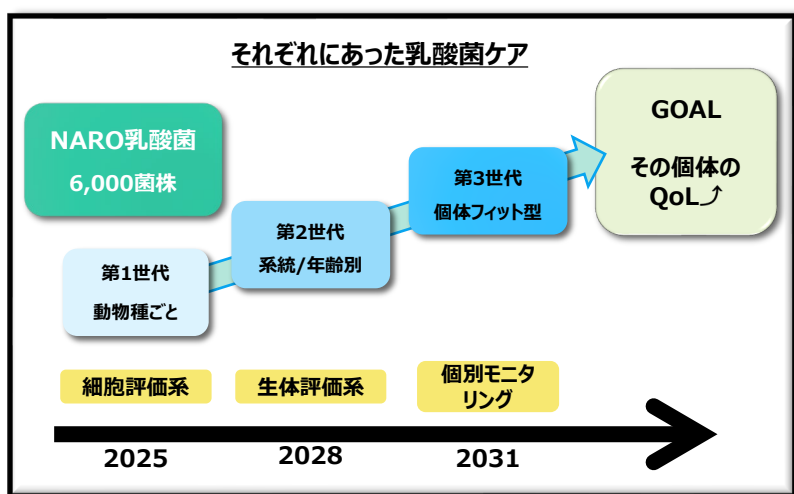 それぞれにあった乳酸菌ケア
NARO乳酸菌
6,000菌株
GOAL
その個体の
QoL⤴
第3世代
個体フィット型
第2世代
系統/年齢別
第1世代
動物種ごと
細胞評価系
生体評価系
個別モニタ
リング
2025
2028
2031